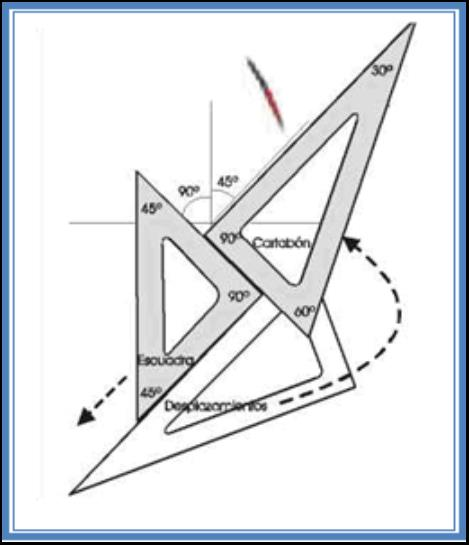 30º
90º 45º
45º
90º
Cartabón
90º
60º
Escuadra
45º
Desplazamientos